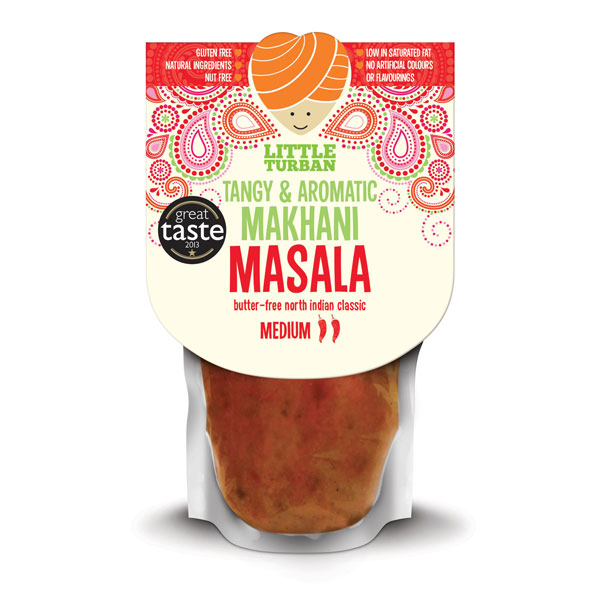 GLUTEN FREE
NATURAL INGREDIENTS
NUT FREE
LOW IN SATURATED FAT
NO ARTIFICIAL COLOURS
OR FLAVOURINGS
LITTLE
TURBAN
TANGY & AROMATIC
MAKHANI
MASALA
great
taste
2013
butter-free north indian classic
MEDIUM